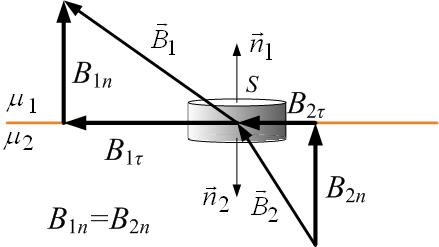 B⃗₁ n⃗₁
B₁ₙ S B₂τ
μ₁
μ₂
B₁τ
n⃗₂ B⃗₂ B₂ₙ
B₁ₙ=B₂ₙ